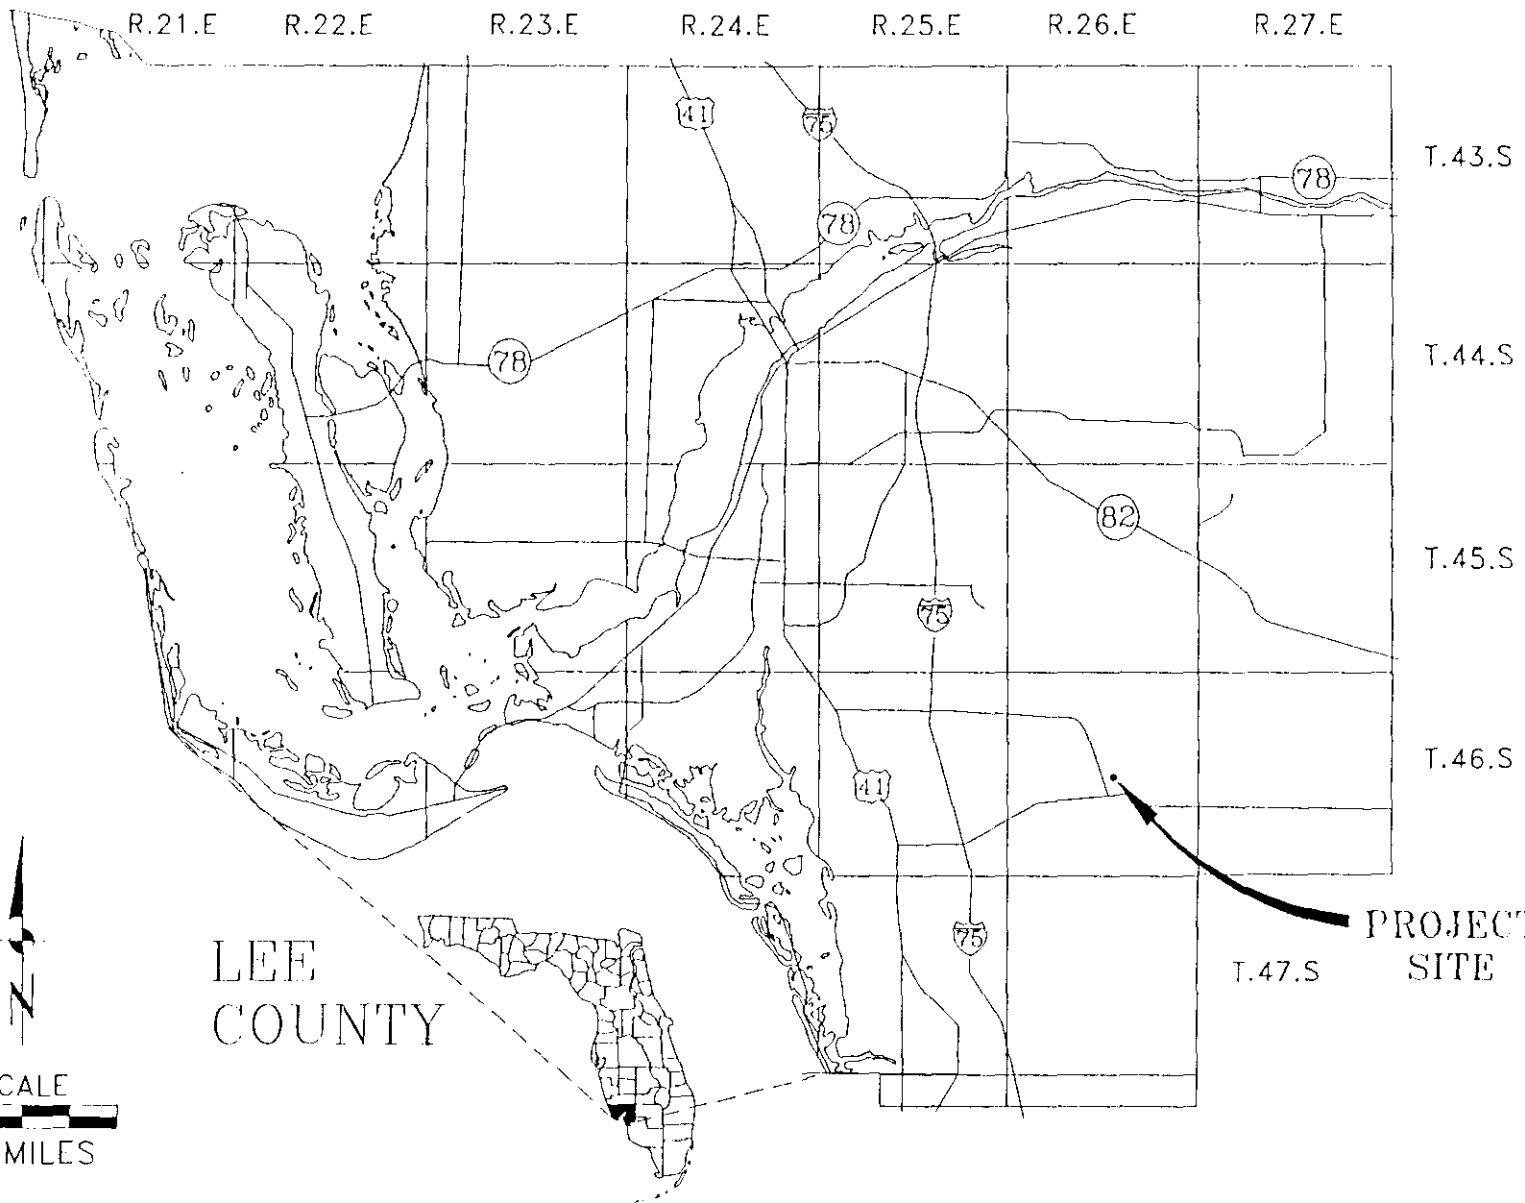 R.21.E R.22.E R.23.E R.24.E R.25.E R.26.E R.27.E
41
75
T.43.S
78
78
78
T.44.S
82
T.45.S
75
T.46.S
41
PROJECT
SITE
75
T.47.S
LEE
COUNTY
N
CALE
MILES